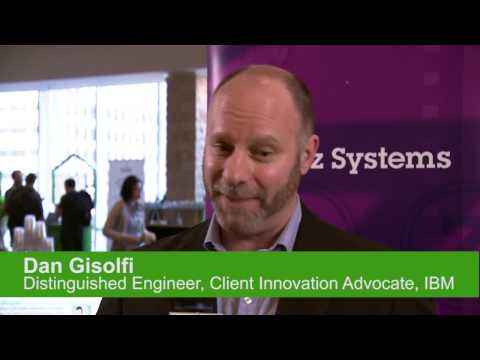 z Systems
Dan Gisolfi
Distinguished Engineer, Client Innovation Advocate, IBM